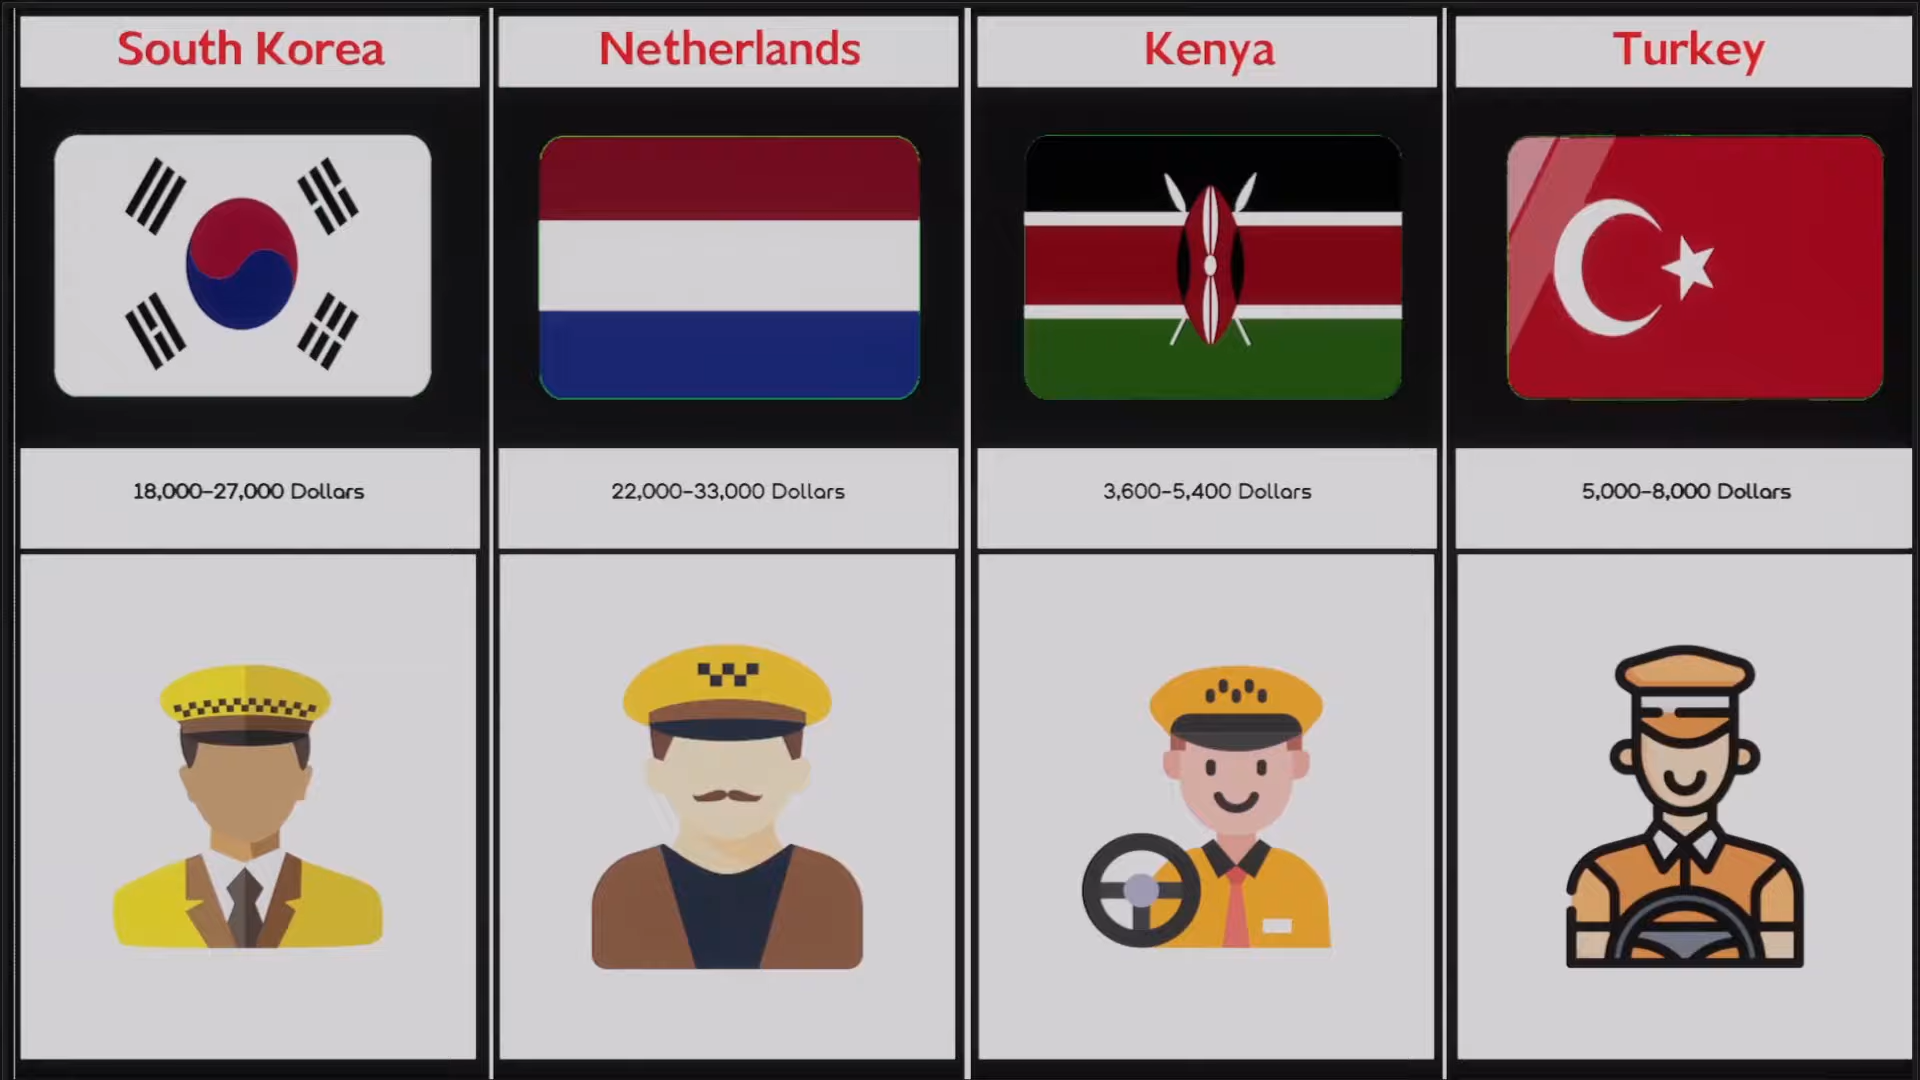 South Korea
Netherlands
Kenya
Turkey
18,000-27,000 Dollars
22,000-33,000 Dollars
3,600-5,400 Dollars
5,000-8,000 Dollars